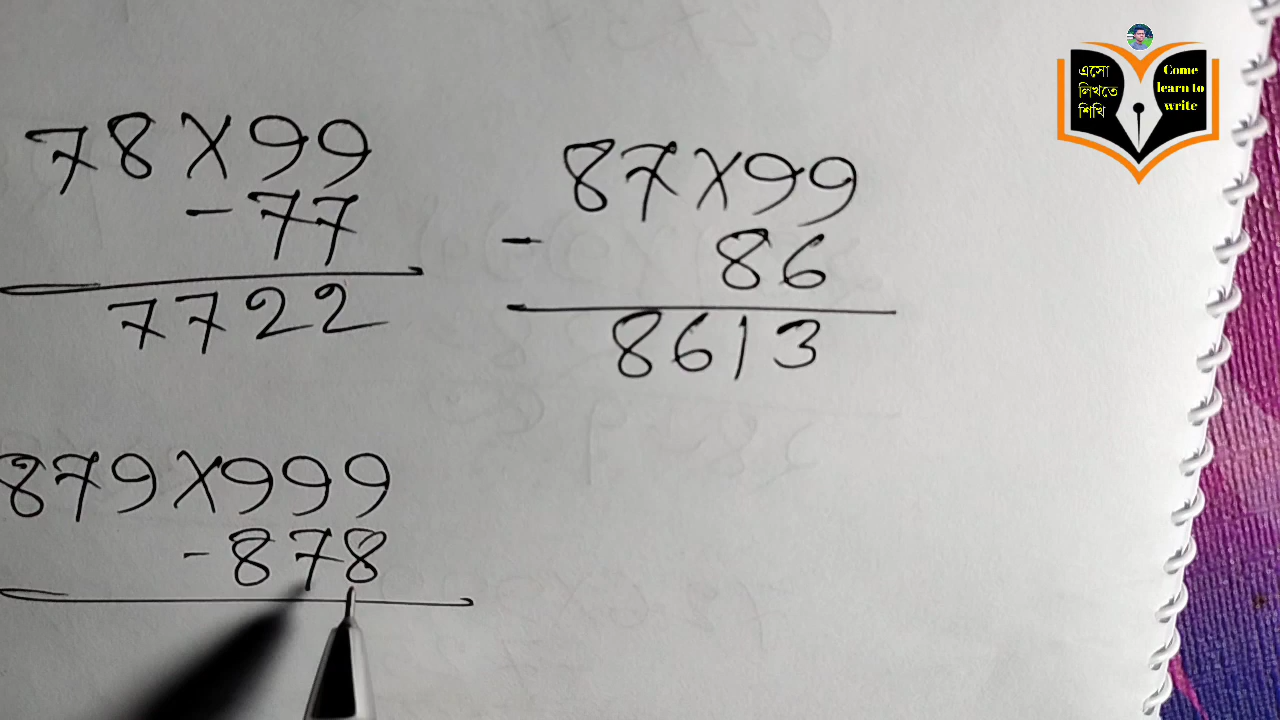 78X99
-77
7722
87X99
- 86
8613
879X999
-878
এসো
লিখতে
শিখি
Come
learn to
write